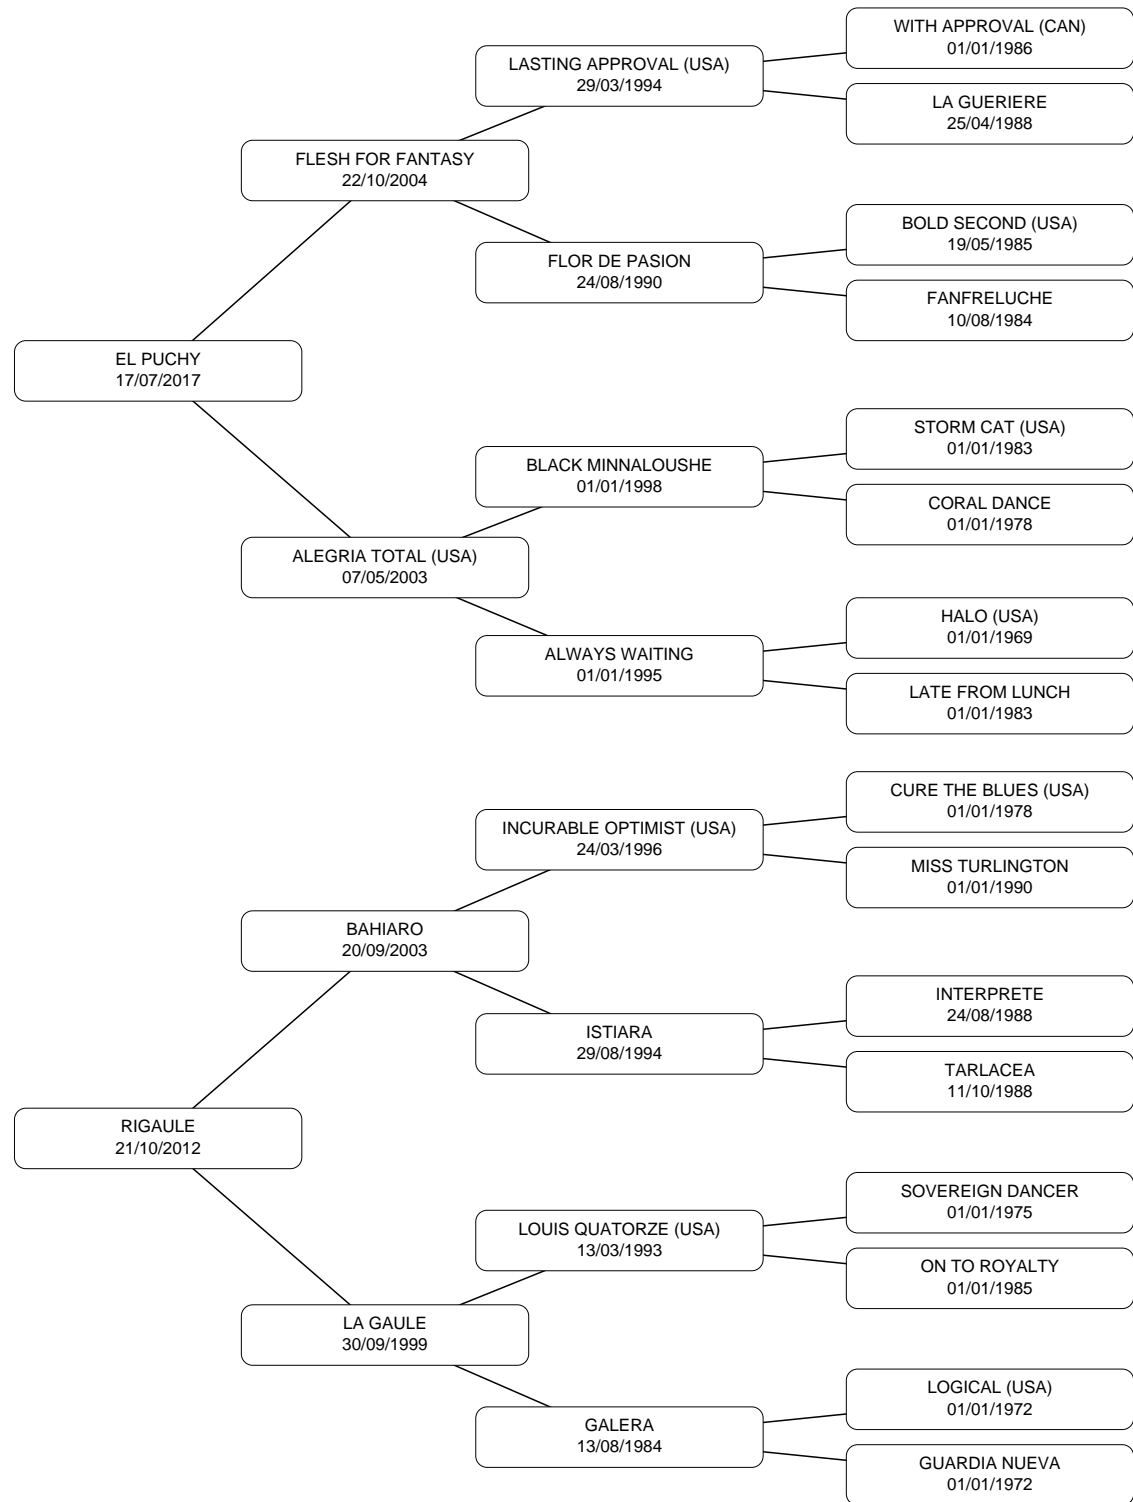 WITH APPROVAL (CAN)
01/01/1986
LASTING APPROVAL (USA)
29/03/1994
LA GUERIERE
25/04/1988
FLESH FOR FANTASY
22/10/2004
BOLD SECOND (USA)
19/05/1985
FLOR DE PASION
24/08/1990
FANFRELUCHE
10/08/1984
EL PUCHY
17/07/2017
STORM CAT (USA)
01/01/1983
BLACK MINNALOUSHE
01/01/1998
CORAL DANCE
01/01/1978
ALEGRIA TOTAL (USA)
07/05/2003
HALO (USA)
01/01/1969
ALWAYS WAITING
01/01/1995
LATE FROM LUNCH
01/01/1983
CURE THE BLUES (USA)
01/01/1978
INCURABLE OPTIMIST (USA)
24/03/1996
MISS TURLINGTON
01/01/1990
BAHIARO
20/09/2003
INTERPRETE
24/08/1988
ISTIARA
29/08/1994
TARLACEA
11/10/1988
RIGAULE
21/10/2012
SOVEREIGN DANCER
01/01/1975
LOUIS QUATORZE (USA)
13/03/1993
ON TO ROYALTY
01/01/1985
LA GAULE
30/09/1999
LOGICAL (USA)
01/01/1972
GALERA
13/08/1984
GUARDIA NUEVA
01/01/1972